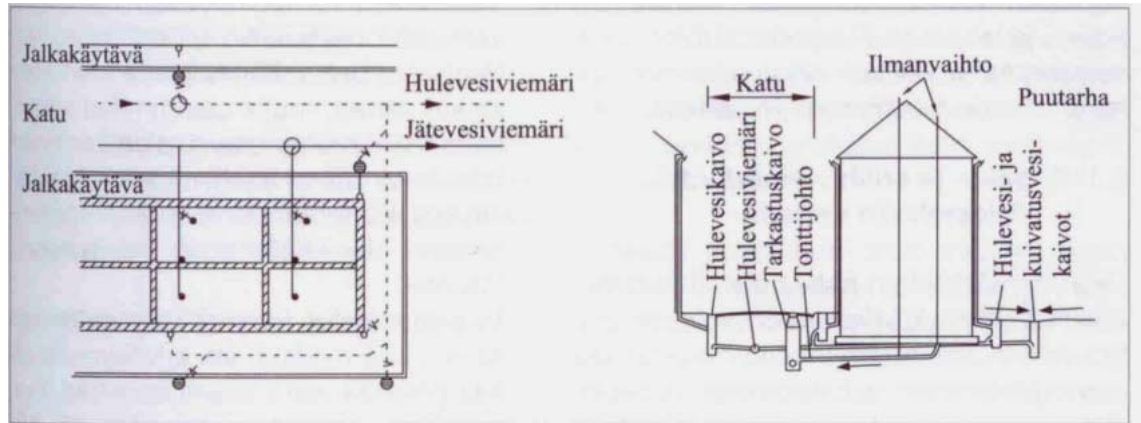 Jalkakäytävä
Hulevesiviemäri
Katu
Jätevesiviemäri
Jalkakäytävä
Ilmanvaihto
Katu
Puutarha
Hulevesikaivo
Hulevesiviemäri
Tarkastuskaivo
Tonttijohto
Hulevesi- ja
kuivatusvesi-
kaivot